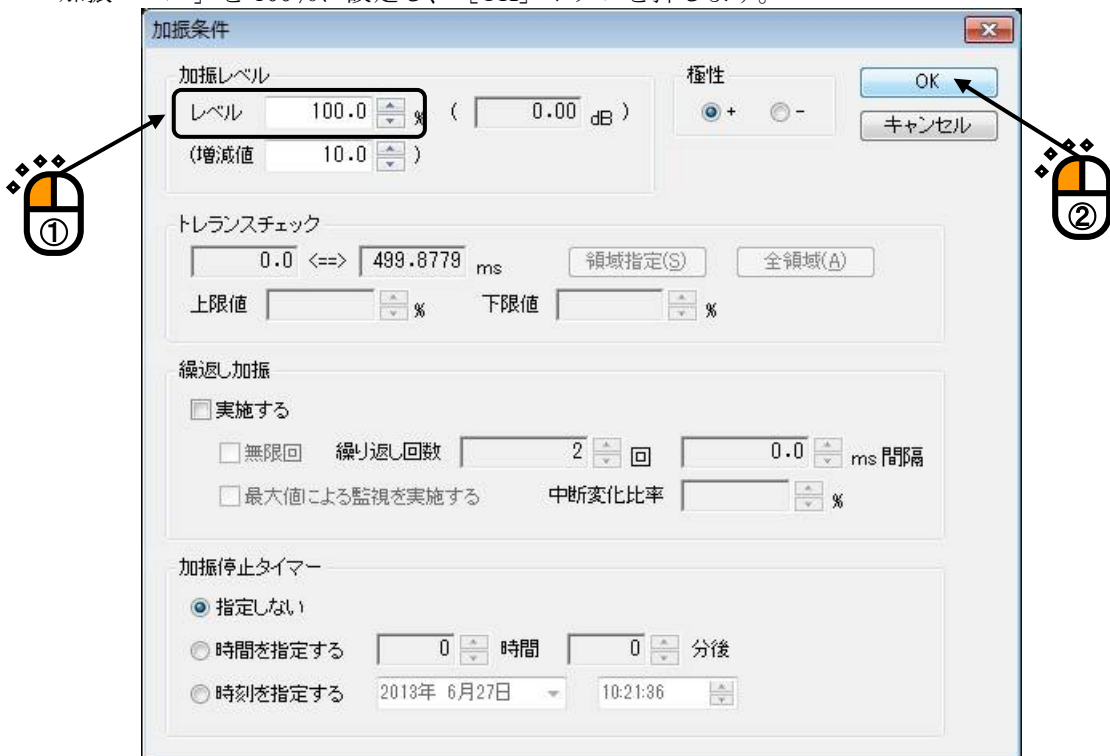 加振条件
加振レベル
極性
OK
レベル 100.0 % ( 0.00 dB )
+ -
キャンセル
(増減値 10.0 )
①
②
トレランスチェック
0.0 <==> 499.8779 ms 領域指定(S) 全領域(A)
上限値 % 下限値 %
繰返し加振
実施する
無限回 繰り返し回数 2 回 0.0 ms 間隔
最大値による監視を実施する 中断変化比率 %
加振停止タイマー
指定しない
時間を指定する 0 時間 0 分後
時刻を指定する 2013年 6月27日 10:21:36